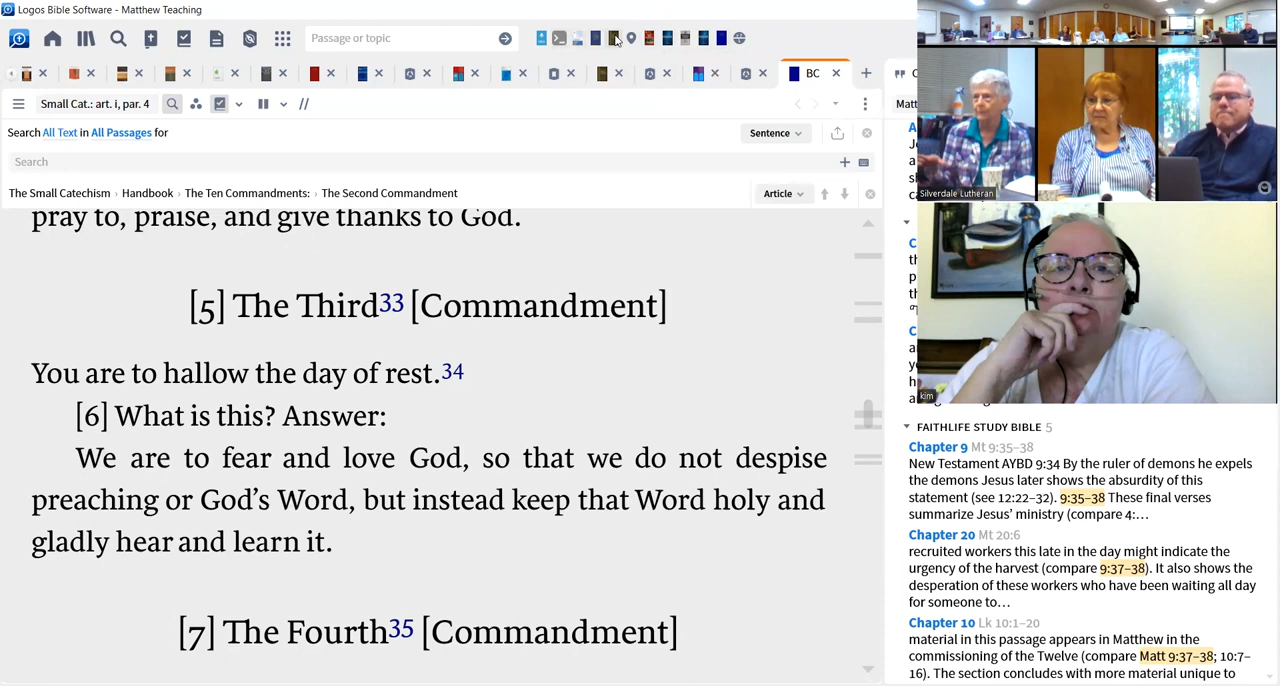 Logos Bible Software - Matthew Teaching
Passage or topic
BC
Small Cat.: art. i, par. 4
Matt
Search All Text in All Passages for
Sentence
Search
The Small Catechism › Handbook › The Ten Commandments: › The Second Commandment
Article
pray to, praise, and give thanks to God.
[5] The Third33 [Commandment]
You are to hallow the day of rest.34
[6] What is this? Answer:
We are to fear and love God, so that we do not despise
preaching or God’s Word, but instead keep that Word holy and
gladly hear and learn it.
[7] The Fourth35 [Commandment]
Silverdale Lutheran
kim
FAITHLIFE STUDY BIBLE 5
Chapter 9 Mt 9:35–38
New Testament AYBD 9:34 By the ruler of demons he expels
the demons Jesus later shows the absurdity of this
statement (see 12:22–32). 9:35–38 These final verses
summarize Jesus’ ministry (compare 4:…
Chapter 20 Mt 20:6
recruited workers this late in the day might indicate the
urgency of the harvest (compare 9:37–38). It also shows the
desperation of these workers who have been waiting all day
for someone to…
Chapter 10 Lk 10:1–20
material in this passage appears in Matthew in the
commissioning of the Twelve (compare Matt 9:37–38; 10:7–
16). The section concludes with more material unique to